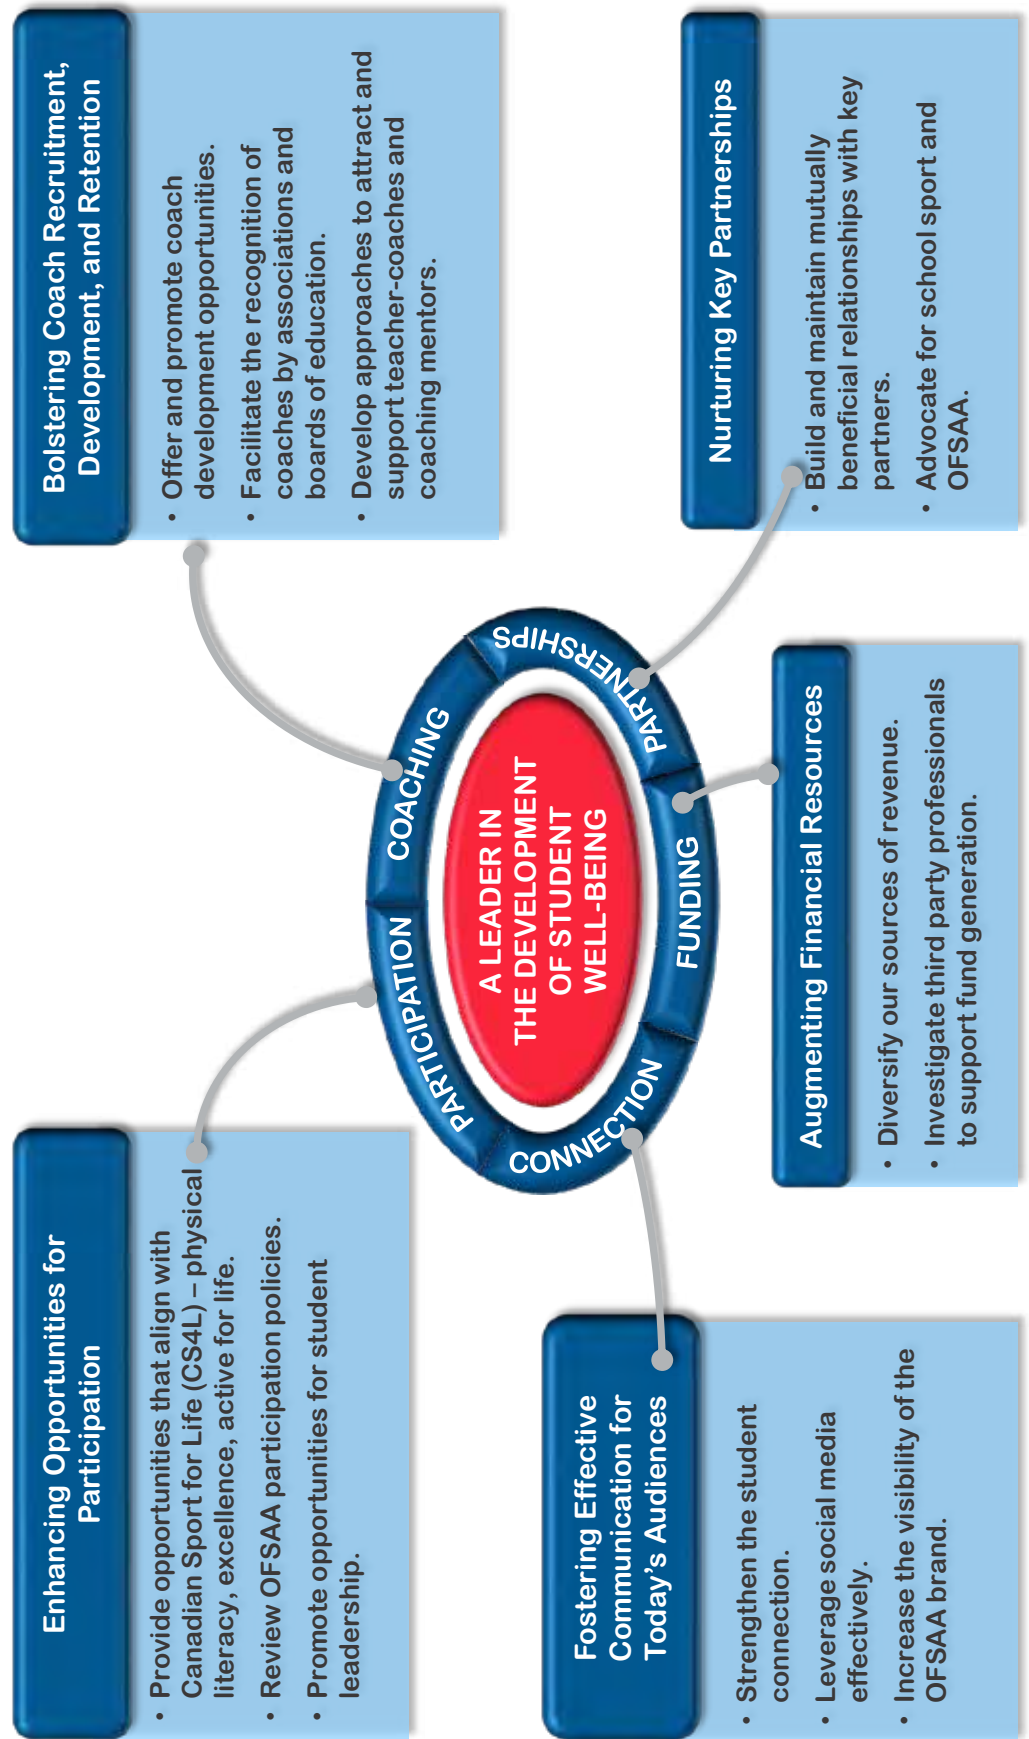 Enhancing Opportunities for
Participation
• Provide opportunities that align with
Canadian Sport for Life (CS4L) – physical
literacy, excellence, active for life.
• Review OFSAA participation policies.
• Promote opportunities for student
leadership.
Bolstering Coach Recruitment,
Development, and Retention
• Offer and promote coach
development opportunities.
• Facilitate the recognition of
coaches by associations and
boards of education.
• Develop approaches to attract and
support teacher-coaches and
coaching mentors.
PARTICIPATION
COACHING
PARTNERSHIPS
FUNDING
CONNECTION
A LEADER IN
THE DEVELOPMENT
OF STUDENT
WELL-BEING
Fostering Effective
Communication for
Today’s Audiences
• Strengthen the student
connection.
• Leverage social media
effectively.
• Increase the visibility of the
OFSAA brand.
Augmenting Financial Resources
• Diversify our sources of revenue.
• Investigate third party professionals
to support fund generation.
Nurturing Key Partnerships
• Build and maintain mutually
beneficial relationships with key
partners.
• Advocate for school sport and
OFSAA.